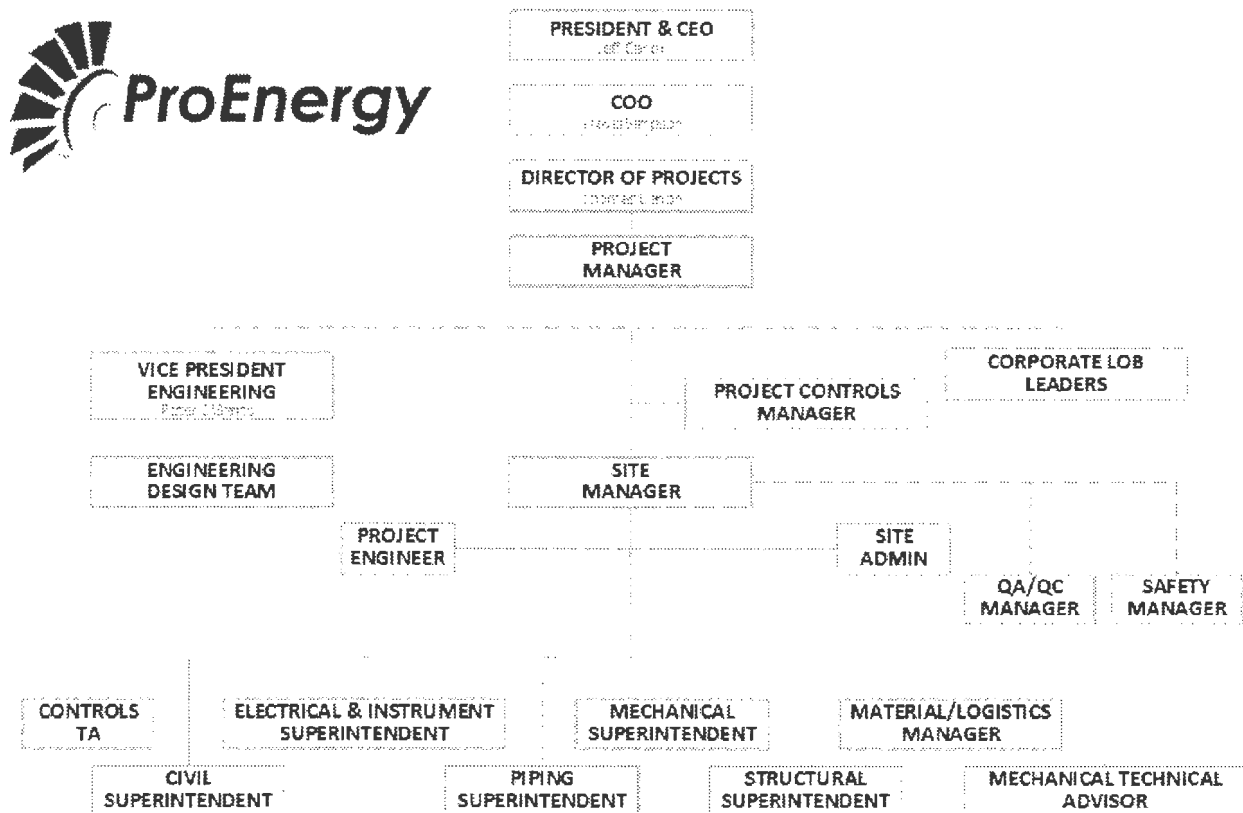 ProEnergy
PRESIDENT & CEO
COO
DIRECTOR OF PROJECTS
PROJECT
MANAGER
VICE PRESIDENT
ENGINEERING
CORPORATE LOB
LEADERS
PROJECT CONTROLS
MANAGER
ENGINEERING
DESIGN TEAM
SITE
MANAGER
PROJECT
ENGINEER
SITE
ADMIN
QA/QC
MANAGER
SAFETY
MANAGER
CONTROLS
TA
ELECTRICAL & INSTRUMENT
SUPERINTENDENT
MECHANICAL
SUPERINTENDENT
MATERIAL/LOGISTICS
MANAGER
CIVIL
SUPERINTENDENT
PIPING
SUPERINTENDENT
STRUCTURAL
SUPERINTENDENT
MECHANICAL TECHNICAL
ADVISOR